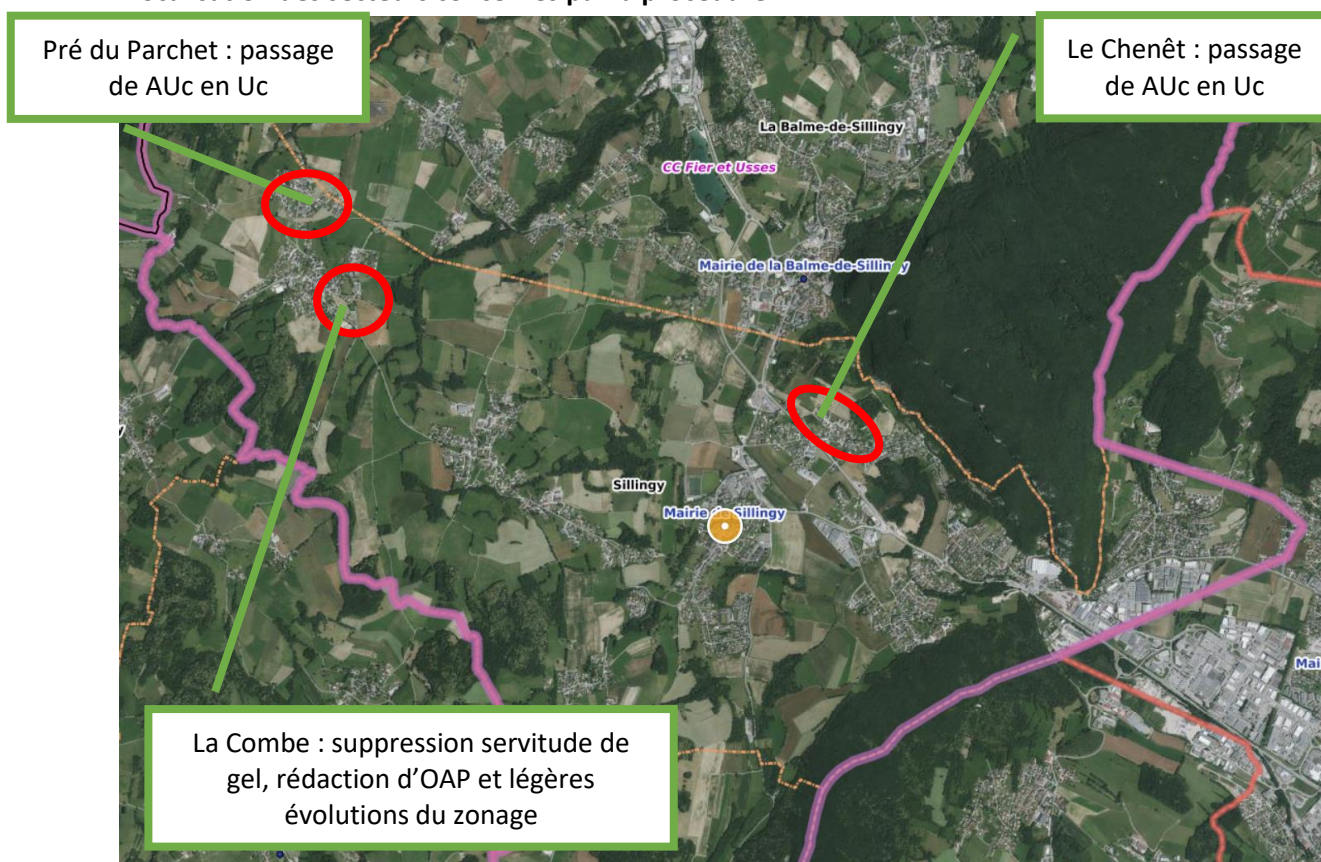 Pré du Parchet : passage
de AUc en Uc
Le Chenêt : passage
de AUc en Uc
La Balme-de-Sillingy
CC Fier et Usses
Mairie de la Balme-de-Sillingy
Sillingy
Mairie de Sillingy
Mai
La Combe : suppression servitude de
gel, rédaction d’OAP et légères
évolutions du zonage